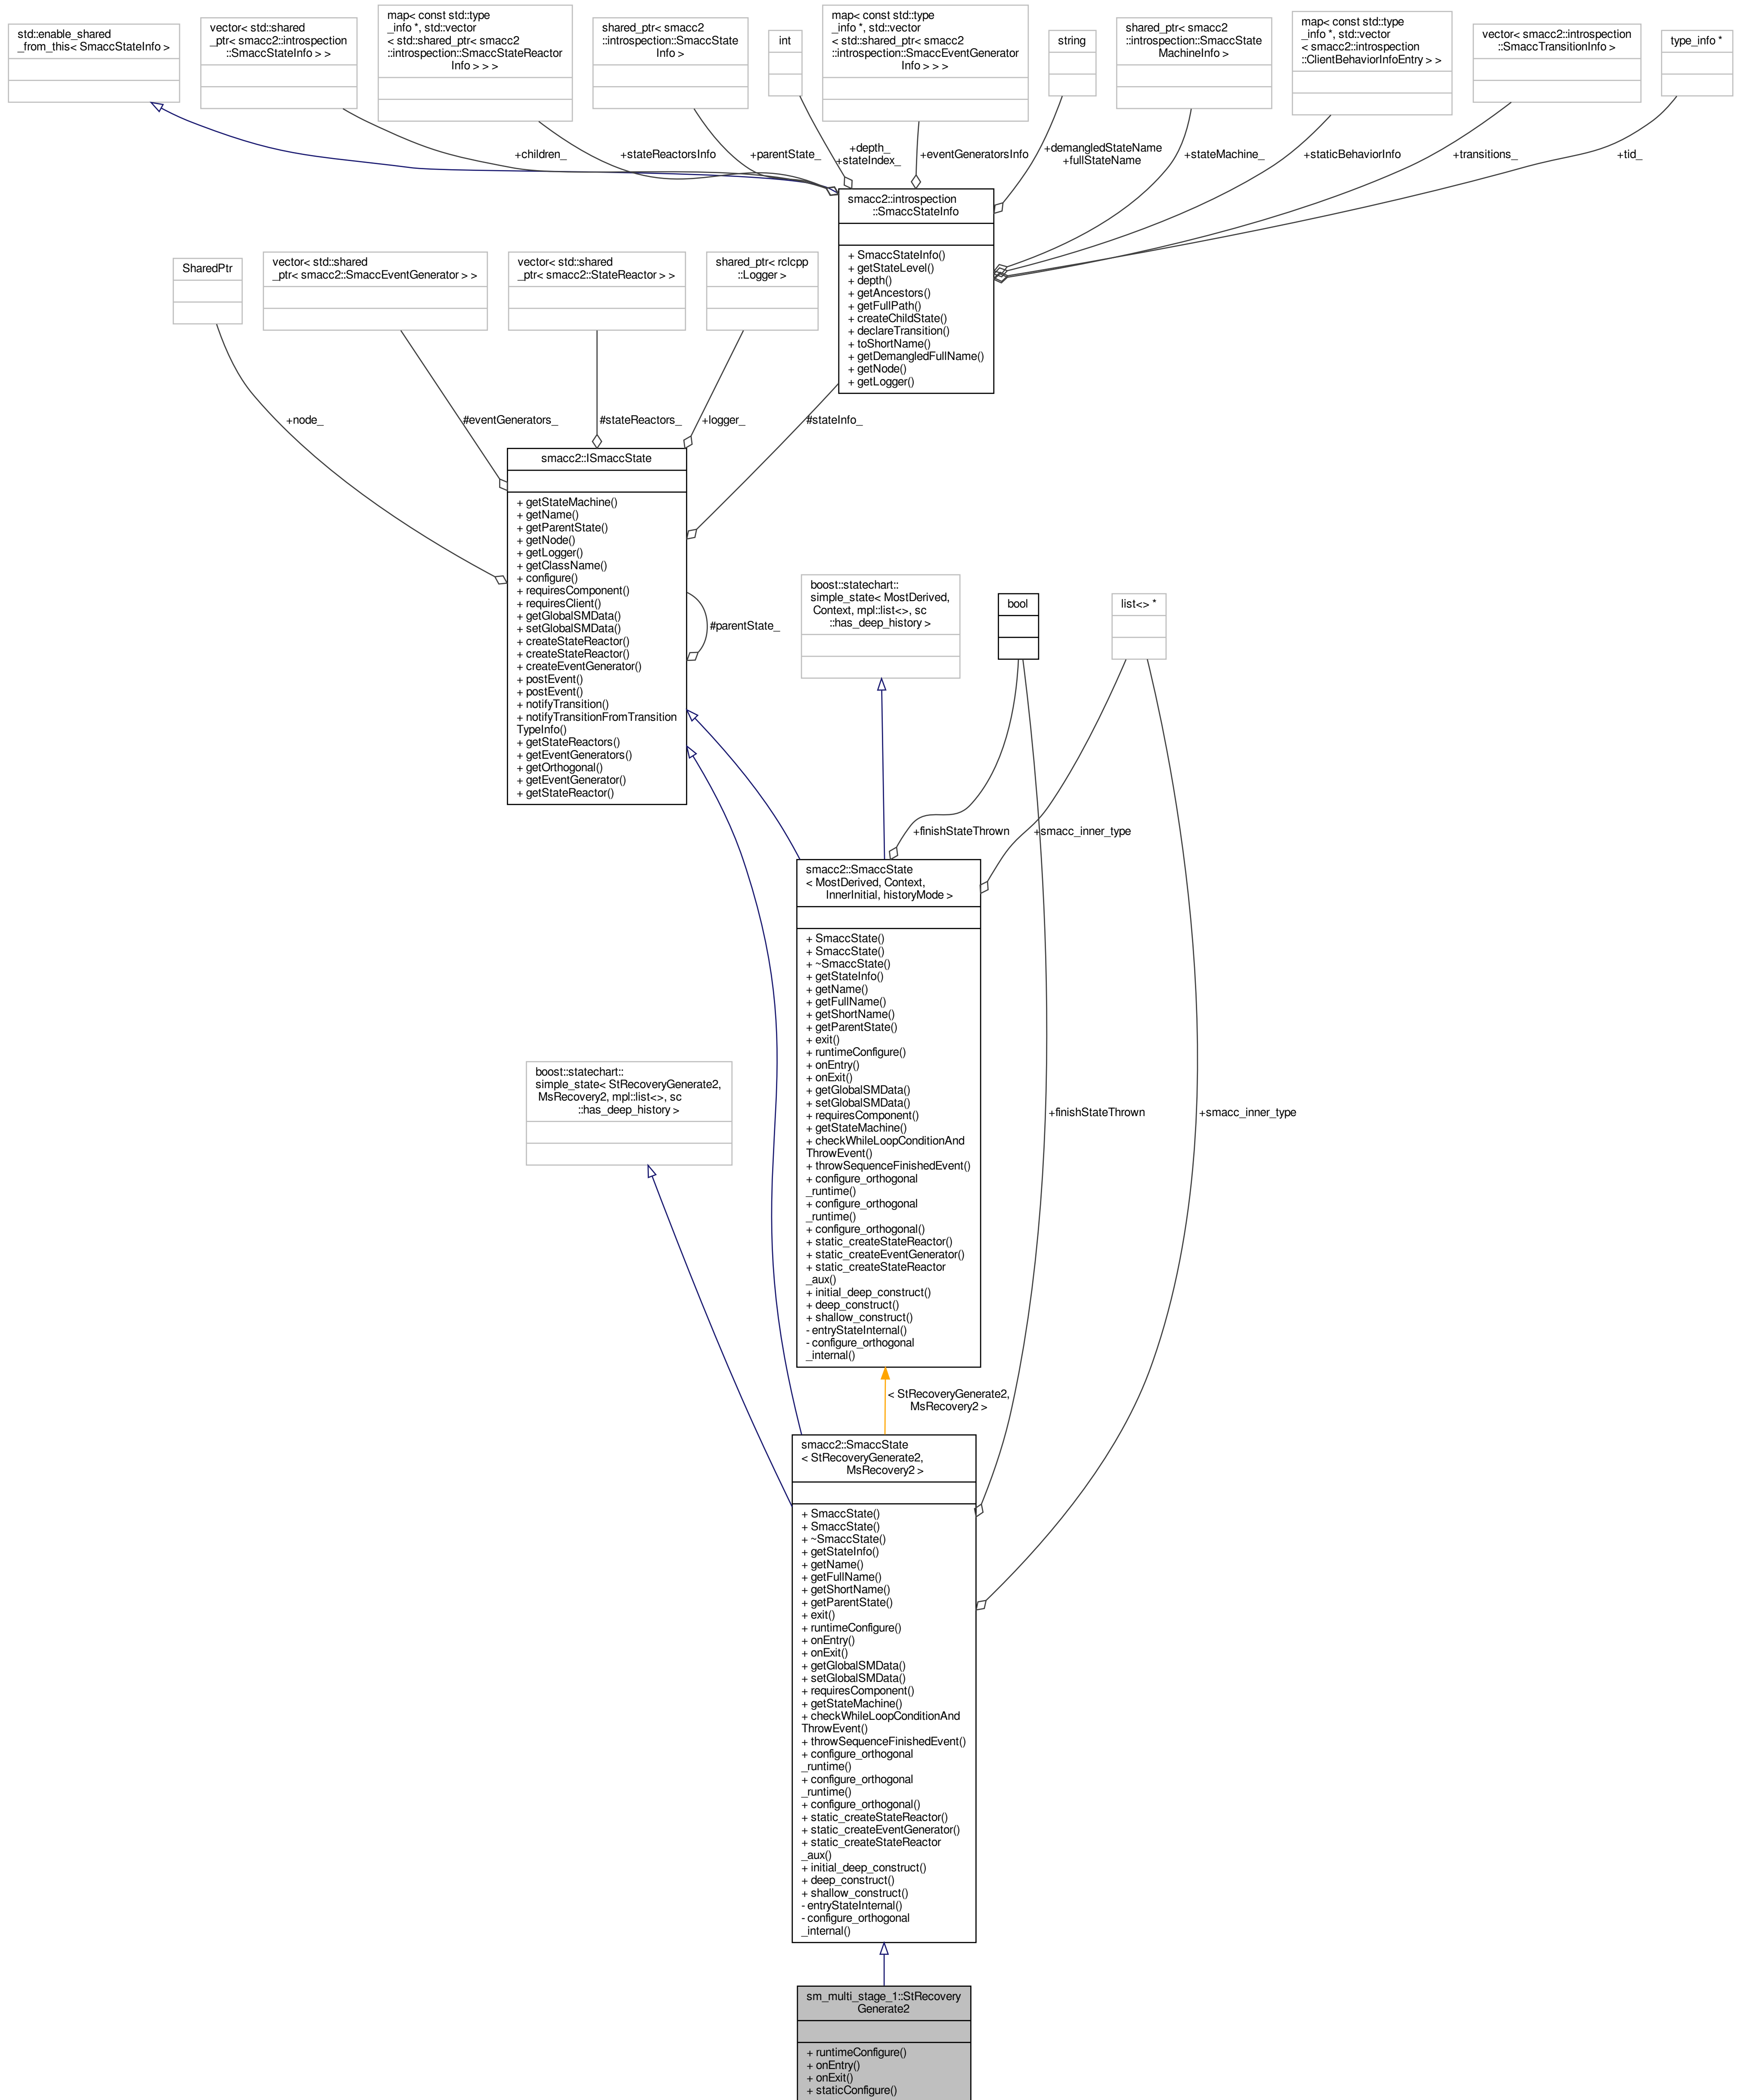 std::enable_shared
_from_this< SmaccStateInfo >
vector< std::shared
_ptr< smacc2::introspection
::SmaccStateInfo > >
map< const std::type
_info *, std::vector
< std::shared_ptr< smacc2
::introspection::SmaccStateReactor
Info > > >
shared_ptr< smacc2
::introspection::SmaccState
Info >
int
map< const std::type
_info *, std::vector
< std::shared_ptr< smacc2
::introspection::SmaccEventGenerator
Info > > >
string
shared_ptr< smacc2
::introspection::SmaccState
MachineInfo >
map< const std::type
_info *, std::vector
< smacc2::introspection
::ClientBehaviorInfoEntry > >
vector< smacc2::introspection
::SmaccTransitionInfo >
type_info *
+children_
+stateReactorsInfo
+parentState_
+depth_
+stateIndex_
+eventGeneratorsInfo
+demangledStateName
+fullStateName
+stateMachine_
+staticBehaviorInfo
+transitions_
+tid_
smacc2::introspection
::SmaccStateInfo
+ SmaccStateInfo()
+ getStateLevel()
+ depth()
+ getAncestors()
+ getFullPath()
+ createChildState()
+ declareTransition()
+ toShortName()
+ getDemangledFullName()
+ getNode()
+ getLogger()
SharedPtr
vector< std::shared
_ptr< smacc2::SmaccEventGenerator > >
vector< std::shared
_ptr< smacc2::StateReactor > >
shared_ptr< rclcpp
::Logger >
+node_
#eventGenerators_
#stateReactors_
+logger_
#stateInfo_
smacc2::ISmaccState
+ getStateMachine()
+ getName()
+ getParentState()
+ getNode()
+ getLogger()
+ getClassName()
+ configure()
+ requiresComponent()
+ requiresClient()
+ getGlobalSMData()
+ setGlobalSMData()
+ createStateReactor()
+ createStateReactor()
+ createEventGenerator()
+ postEvent()
+ postEvent()
+ notifyTransition()
+ notifyTransitionFromTransition
TypeInfo()
+ getStateReactors()
+ getEventGenerators()
+ getOrthogonal()
+ getEventGenerator()
+ getStateReactor()
#parentState_
boost::statechart::
simple_state< MostDerived,
Context, mpl::list<>, sc
::has_deep_history >
bool
list<> *
+finishStateThrown
+smacc_inner_type
smacc2::SmaccState
< MostDerived, Context,
InnerInitial, historyMode >
+ SmaccState()
+ SmaccState()
+ ~SmaccState()
+ getStateInfo()
+ getName()
+ getFullName()
+ getShortName()
+ getParentState()
+ exit()
+ runtimeConfigure()
+ onEntry()
+ onExit()
+ getGlobalSMData()
+ setGlobalSMData()
+ requiresComponent()
+ getStateMachine()
+ checkWhileLoopConditionAnd
ThrowEvent()
+ throwSequenceFinishedEvent()
+ configure_orthogonal
_runtime()
+ configure_orthogonal
_runtime()
+ configure_orthogonal()
+ static_createStateReactor()
+ static_createEventGenerator()
+ static_createStateReactor
_aux()
+ initial_deep_construct()
+ deep_construct()
+ shallow_construct()
- entryStateInternal()
- configure_orthogonal
_internal()
boost::statechart::
simple_state< StRecoveryGenerate2,
MsRecovery2, mpl::list<>, sc
::has_deep_history >
+finishStateThrown
+smacc_inner_type
< StRecoveryGenerate2,
MsRecovery2 >
smacc2::SmaccState
< StRecoveryGenerate2,
MsRecovery2 >
+ SmaccState()
+ SmaccState()
+ ~SmaccState()
+ getStateInfo()
+ getName()
+ getFullName()
+ getShortName()
+ getParentState()
+ exit()
+ runtimeConfigure()
+ onEntry()
+ onExit()
+ getGlobalSMData()
+ setGlobalSMData()
+ requiresComponent()
+ getStateMachine()
+ checkWhileLoopConditionAnd
ThrowEvent()
+ throwSequenceFinishedEvent()
+ configure_orthogonal
_runtime()
+ configure_orthogonal
_runtime()
+ configure_orthogonal()
+ static_createStateReactor()
+ static_createEventGenerator()
+ static_createStateReactor
_aux()
+ initial_deep_construct()
+ deep_construct()
+ shallow_construct()
- entryStateInternal()
- configure_orthogonal
_internal()
sm_multi_stage_1::StRecovery
Generate2
+ runtimeConfigure()
+ onEntry()
+ onExit()
+ staticConfigure()